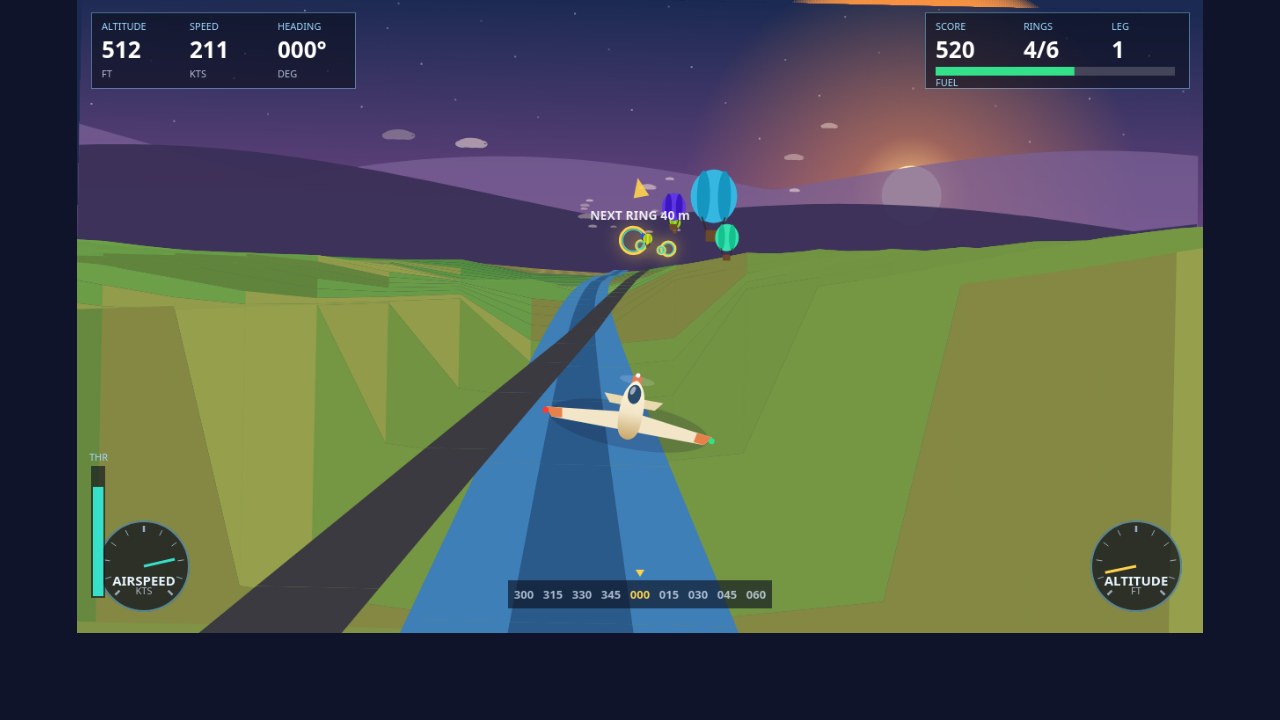 ALTITUDE SPEED HEADING
512 211 000°
FT KTS DEG
SCORE RINGS LEG
520 4/6 1
FUEL
NEXT RING 40 m
THR
AIRSPEED
KTS
300 315 330 345 000 015 030 045 060
ALTITUDE
FT